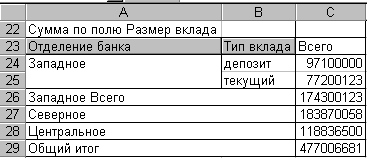 A B C
22 Сумма по полю Размер вклада
23 Отделение банка Тип вклада Всего
24 Западное депозит 97100000
25 текущий 77200123
26 Западное Всего 174300123
27 Северное 183870058
28 Центральное 118836500
29 Общий итог 477006681